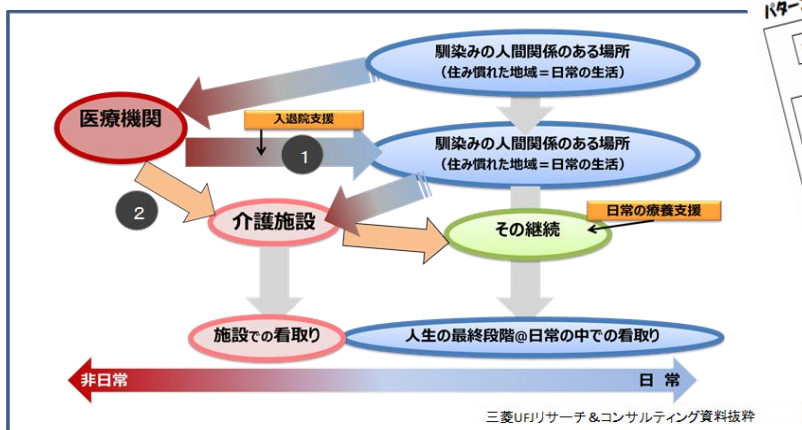 パターン
馴染みの人間関係のある場所
(住み慣れた地域=日常の生活)
医療機関
入退院支援
1
馴染みの人間関係のある場所
(住み慣れた地域=日常の生活)
2
介護施設
その継続
日常の療養支援
施設での看取り
人生の最終段階@日常の中での看取り
非日常
日 常
三菱UFJリサーチ&コンサルティング資料抜粋